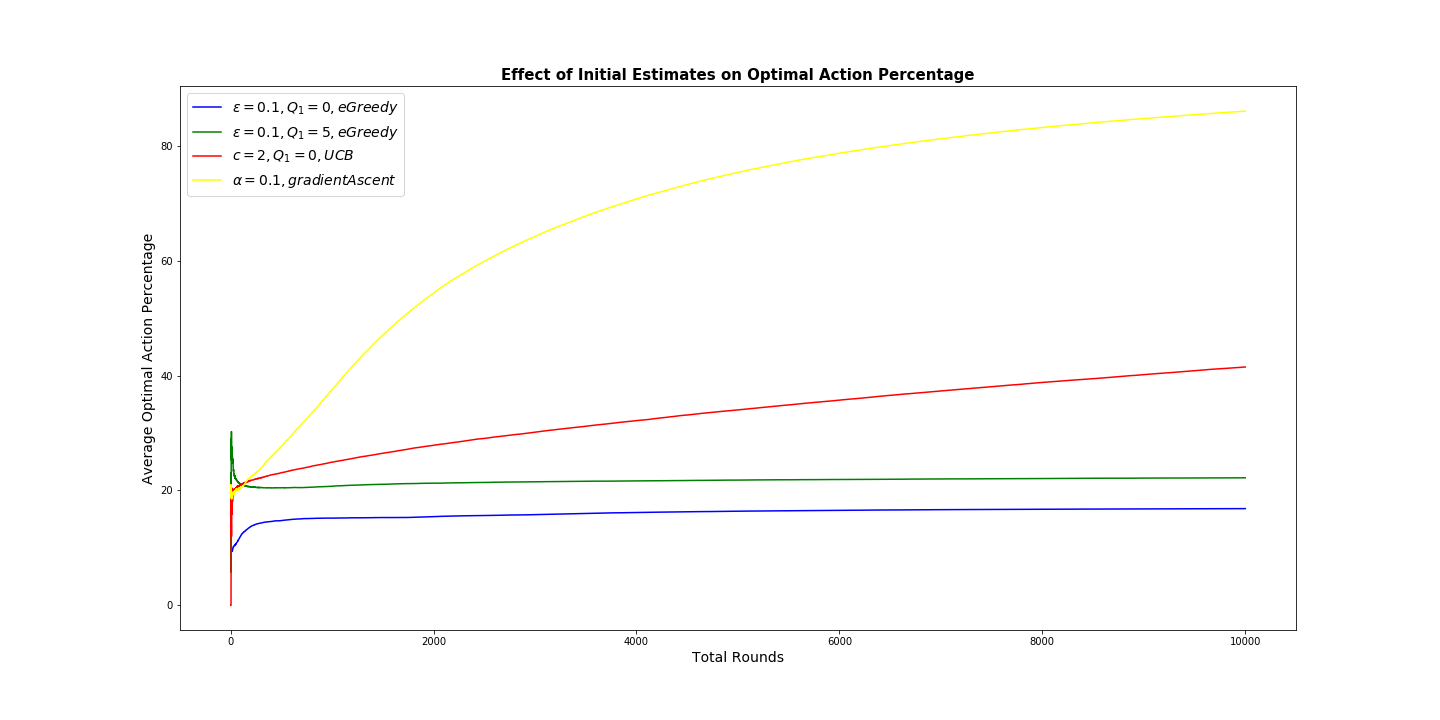 Effect of Initial Estimates on Optimal Action Percentage
ε = 0.1, Q₁ = 0, eGreedy
ε = 0.1, Q₁ = 5, eGreedy
c = 2, Q₁ = 0, UCB
α = 0.1, gradientAscent
Average Optimal Action Percentage
80
60
40
20
0
0 2000 4000 6000 8000 10000
Total Rounds